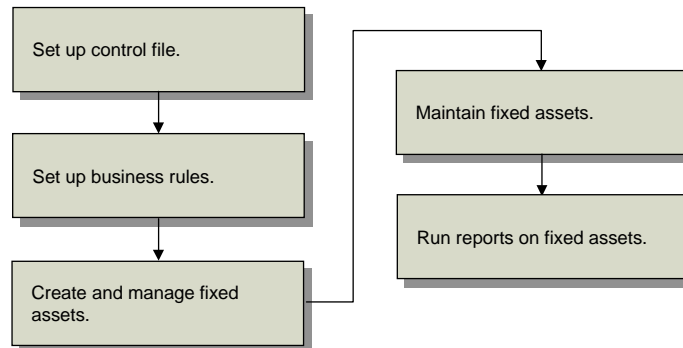 Set up control file.
Set up business rules.
Create and manage fixed
assets.
Maintain fixed assets.
Run reports on fixed assets.